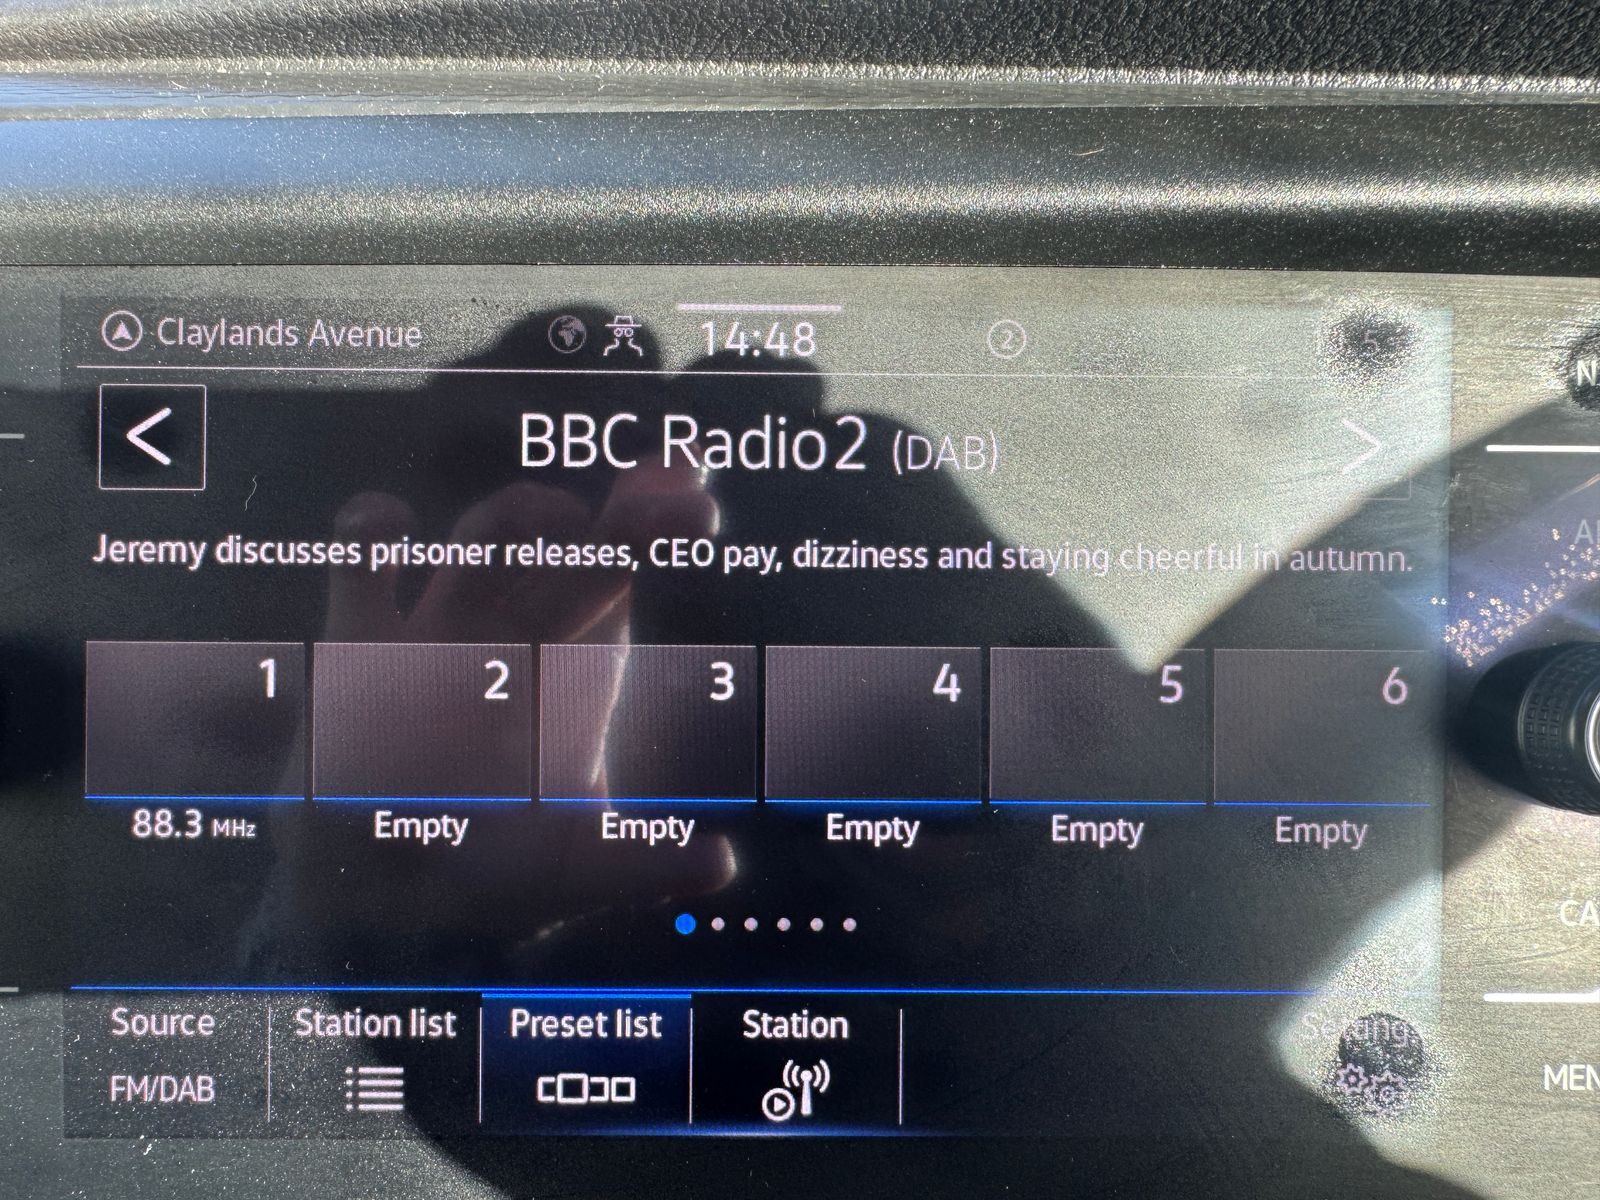 Claylands Avenue 14:48 2 5
BBC Radio2 (DAB)
Jeremy discusses prisoner releases, CEO pay, dizziness and staying cheerful in autumn.
1 2 3 4 5 6
88.3 MHz Empty Empty Empty Empty Empty
Source Station list Preset list Station
FM/DAB